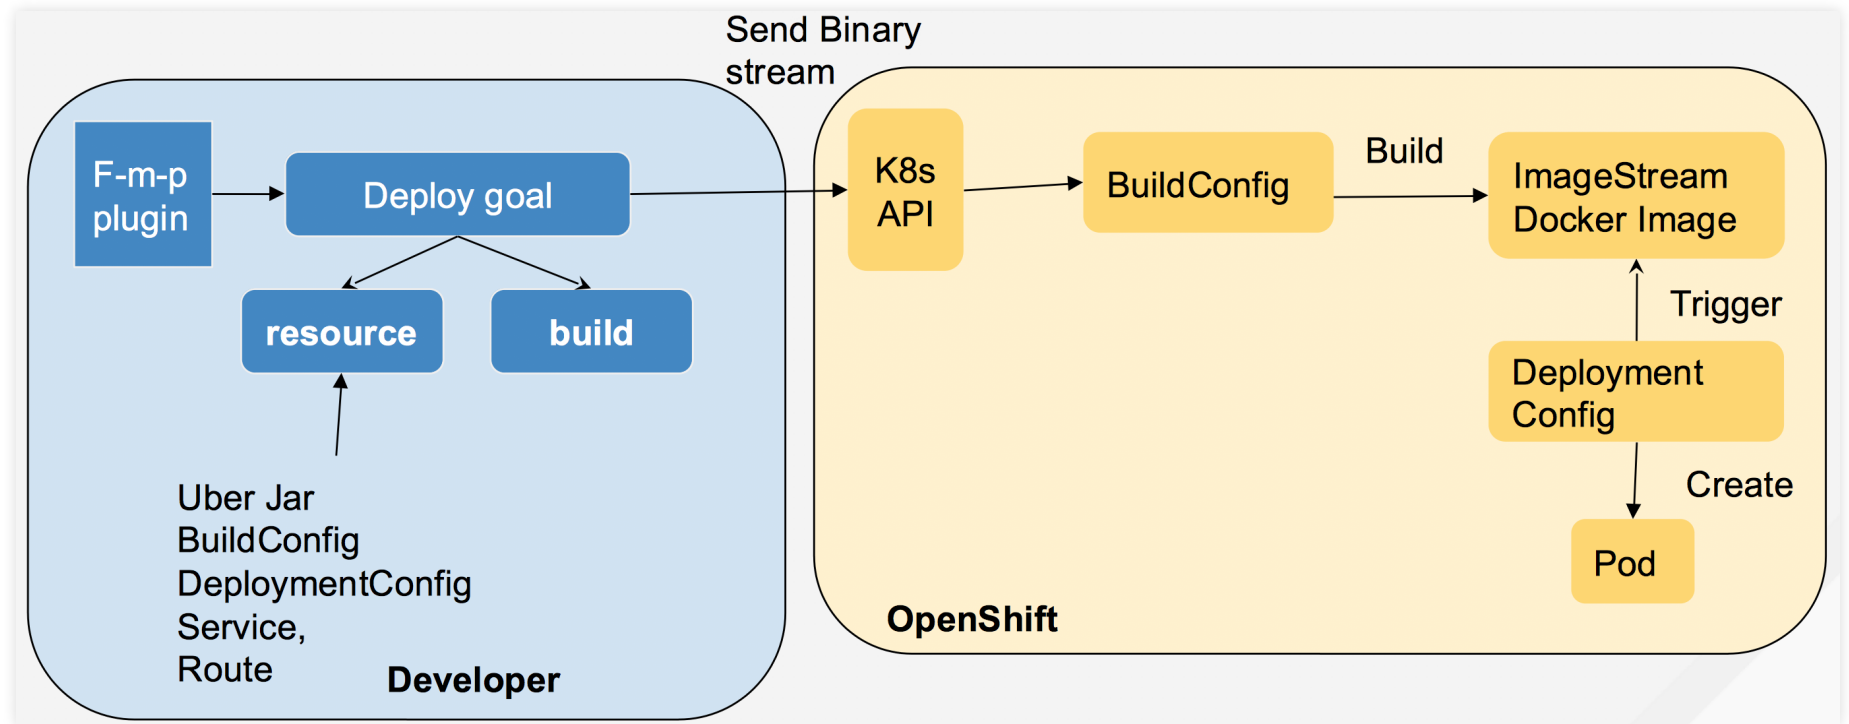 Send Binary
stream
F-m-p
plugin
Deploy goal
resource
build
Uber Jar
BuildConfig
DeploymentConfig
Service,
Route
Developer
K8s
API
BuildConfig
Build
ImageStream
Docker Image
Trigger
Deployment
Config
Create
Pod
OpenShift